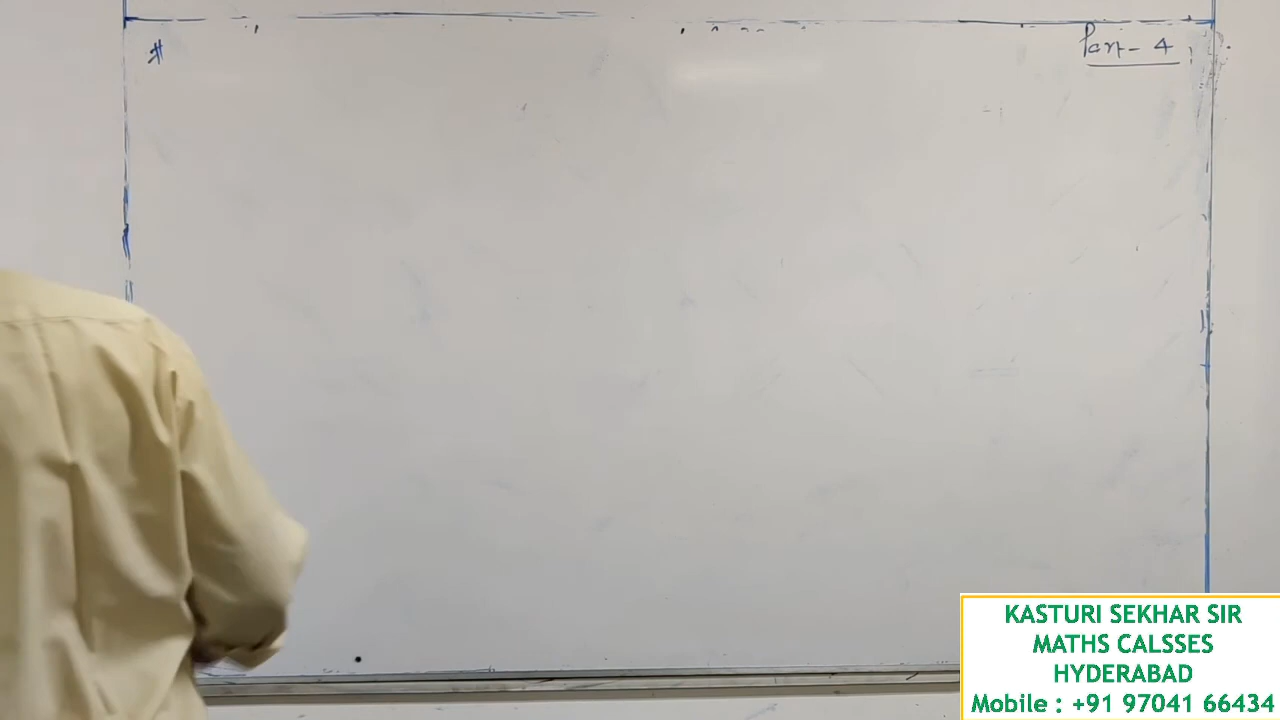 #
Part - 4
KASTURI SEKHAR SIR
MATHS CALSSES
HYDERABAD
Mobile : +91 97041 66434